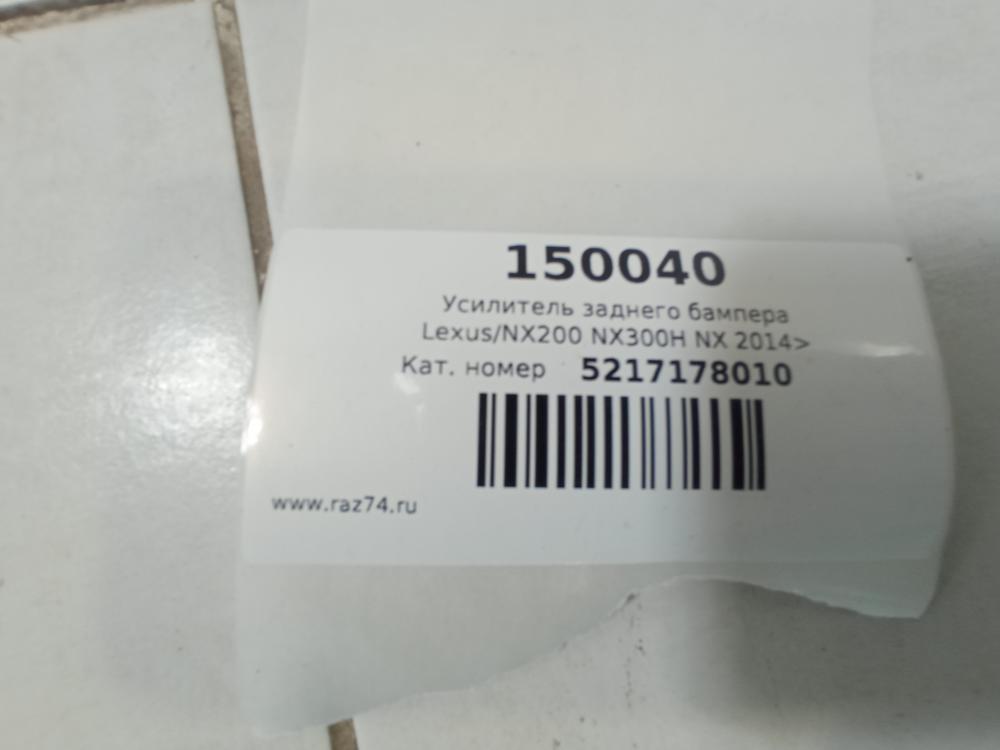 150040
Усилитель заднего бампера
Lexus/NX200 NX300H NX 2014>
Кат. номер 5217178010
www.raz74.ru